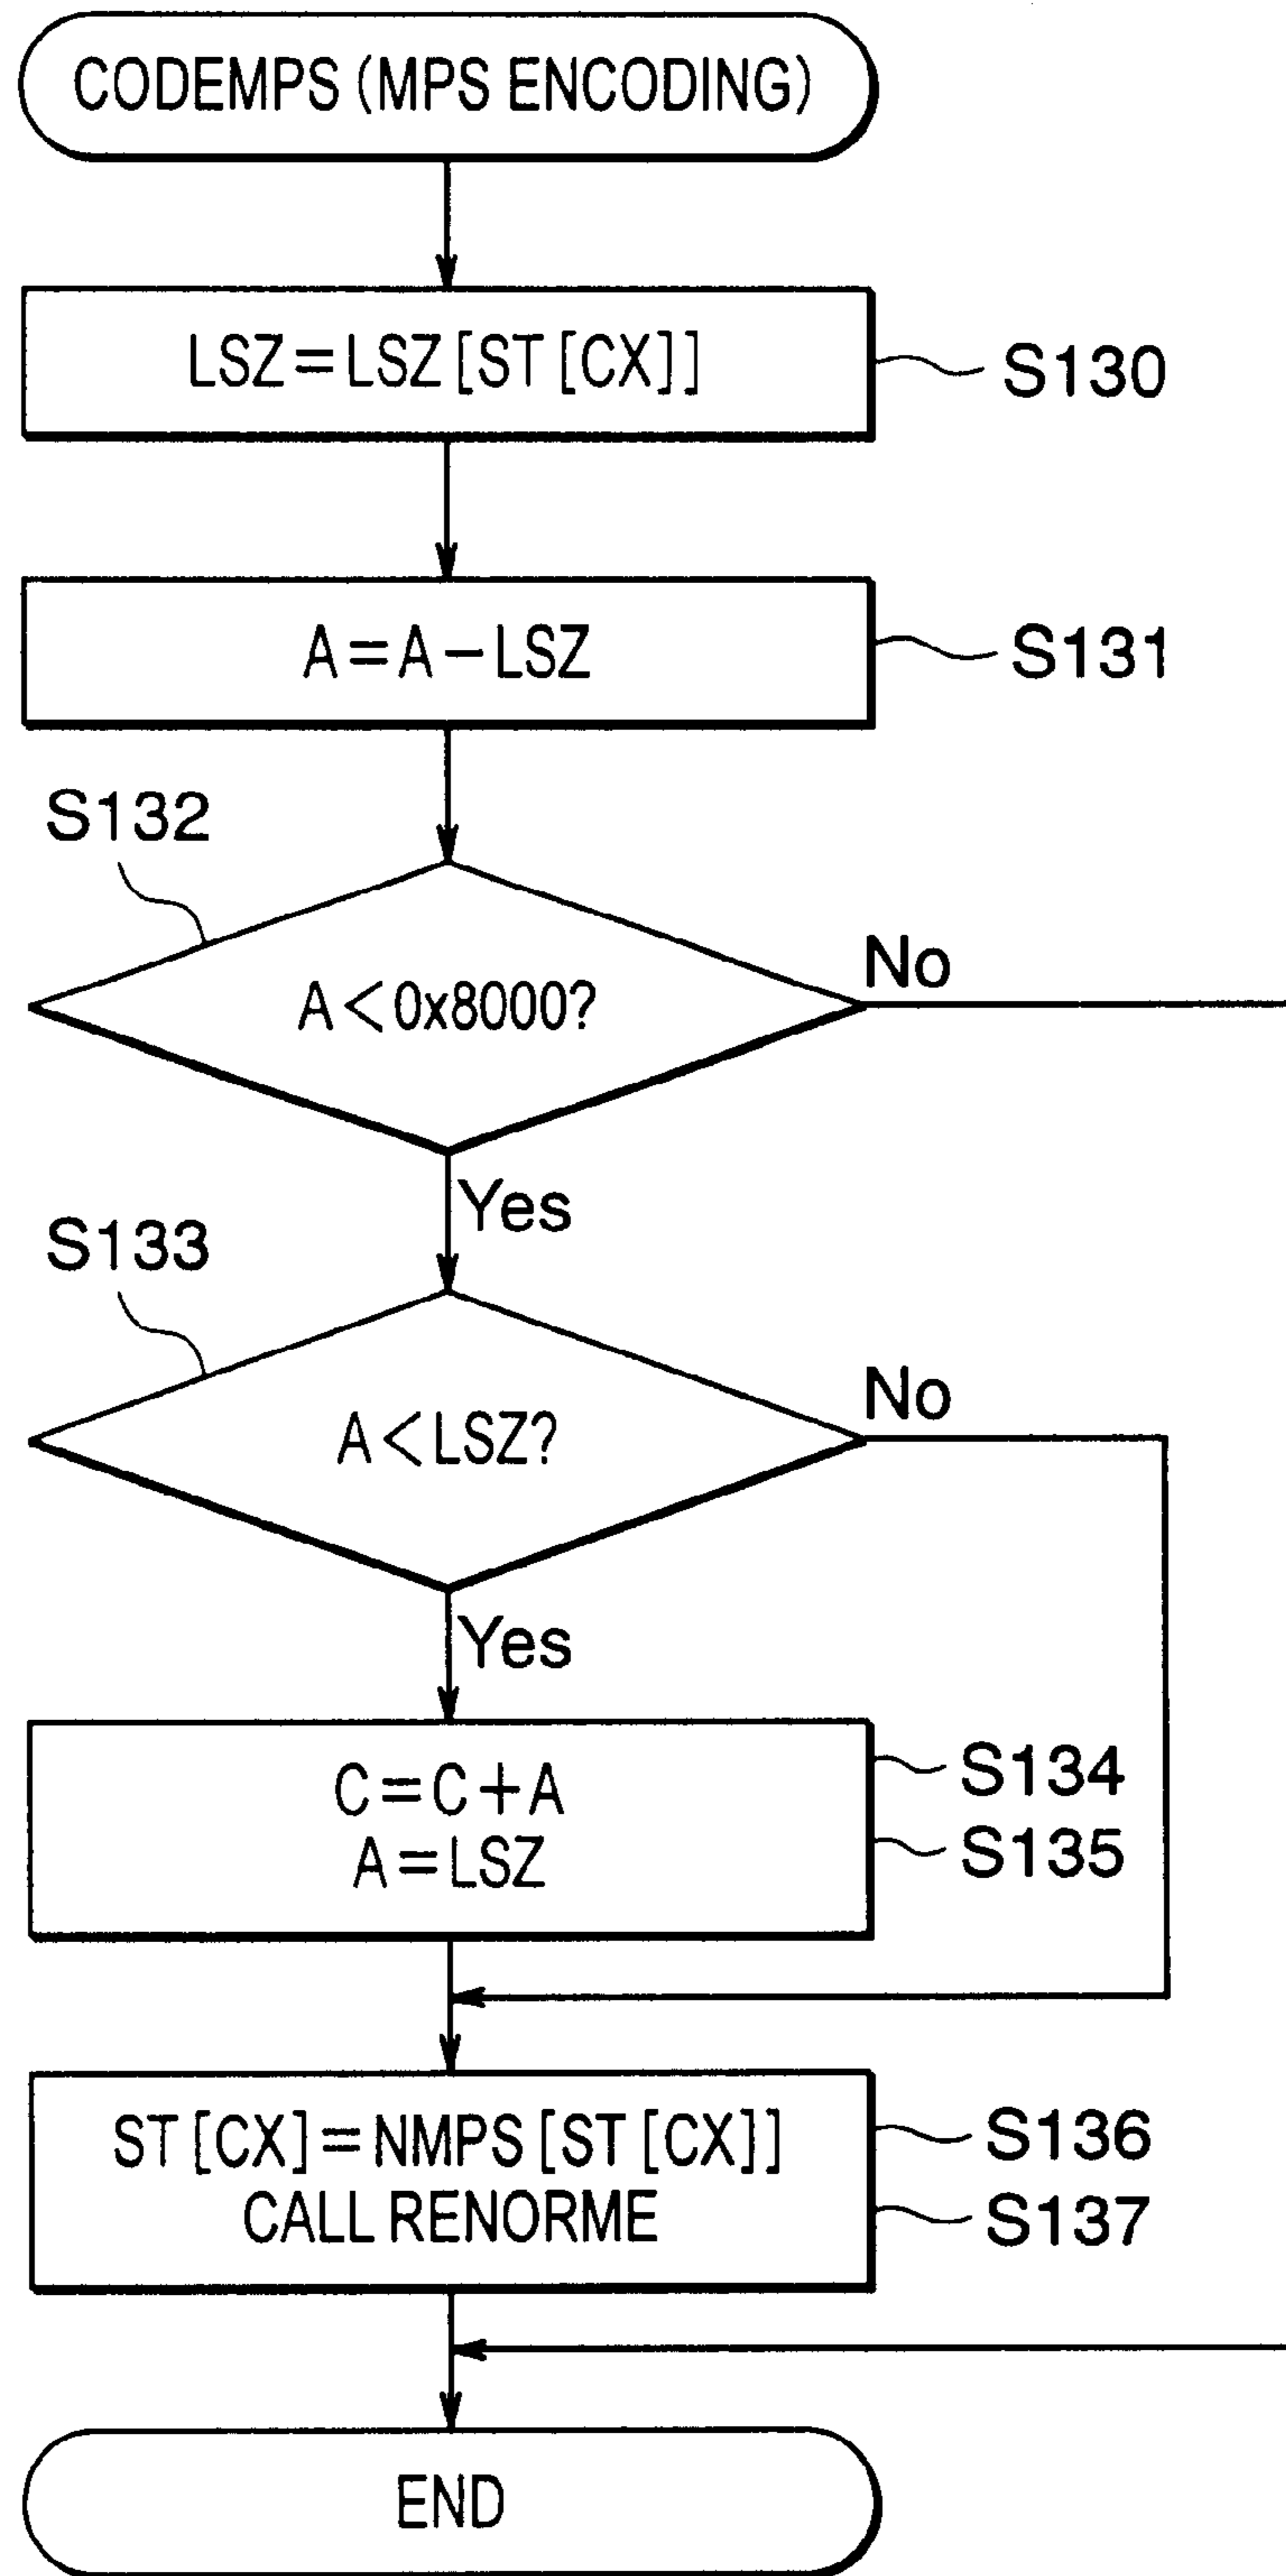 CODEMPS (MPS ENCODING)
LSZ=LSZ[ST[CX]]
S130
A=A−LSZ
S131
S132
A<0x8000?
No
Yes
S133
A<LSZ?
No
Yes
C=C+A
S134
A=LSZ
S135
ST[CX]=NMPS[ST[CX]]
S136
CALL RENORME
S137
END